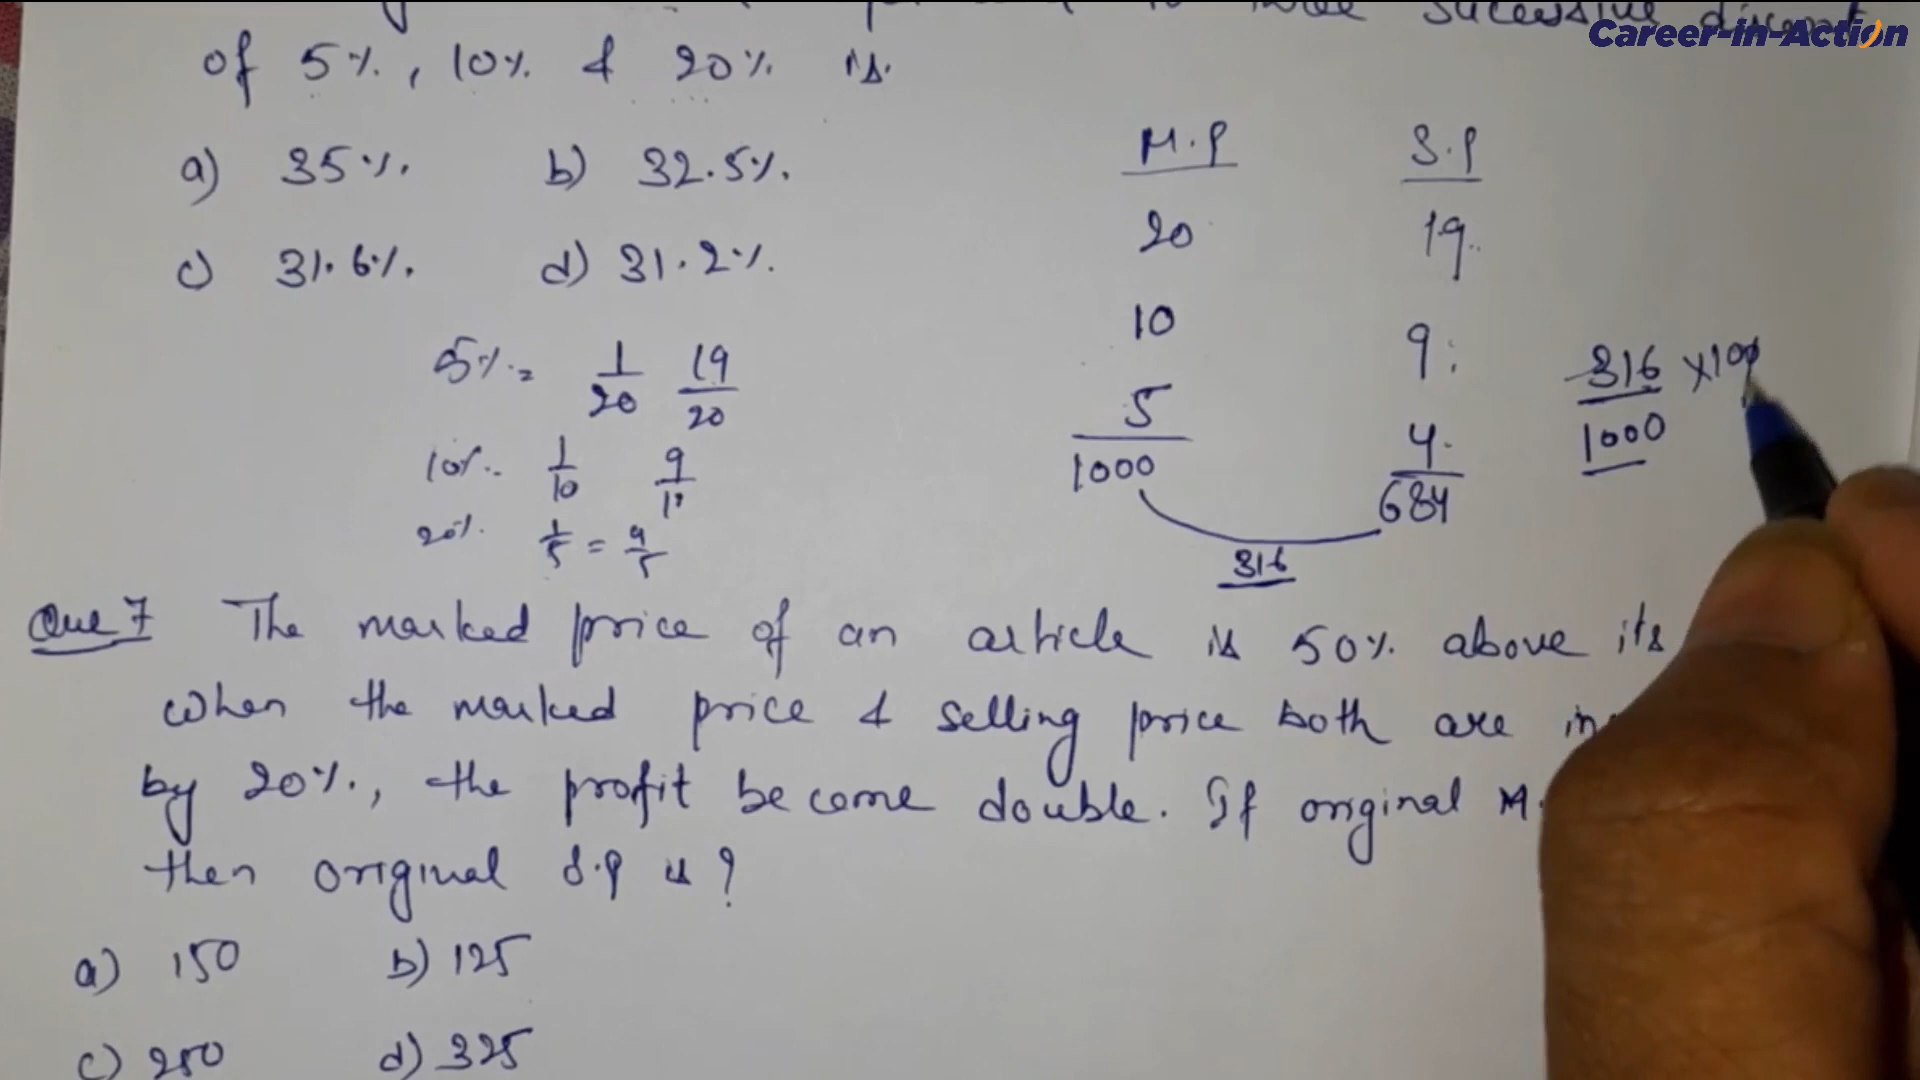 Career-in-Action
sucessive
of 5%, 10% & 20% is
a) 35%. b) 32.5%.
c) 31.6%. d) 31.2%.
M.P S.P
20 19
10 9
5 4
1000 684
316
316 × 100
1000
5% = 1/20 19/20
10% 1/10 9/10
20% 1/5 = 4/5
Que 7 The marked price of an article is 50% above its
when the marked price & selling price both are in
by 20%, the profit become double. If original M.
then original S.P is?
a) 150 b) 125
c) 250 d) 325